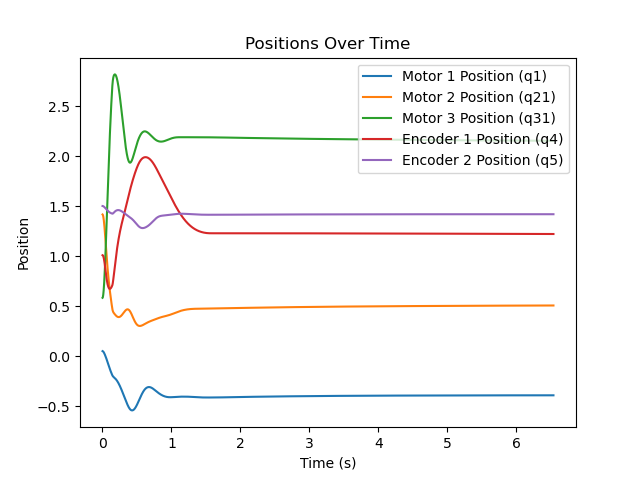 Positions Over Time
Motor 1 Position (q1)
Motor 2 Position (q21)
Motor 3 Position (q31)
Encoder 1 Position (q4)
Encoder 2 Position (q5)
Position
2.5
2.0
1.5
1.0
0.5
0.0
−0.5
0 1 2 3 4 5 6
Time (s)